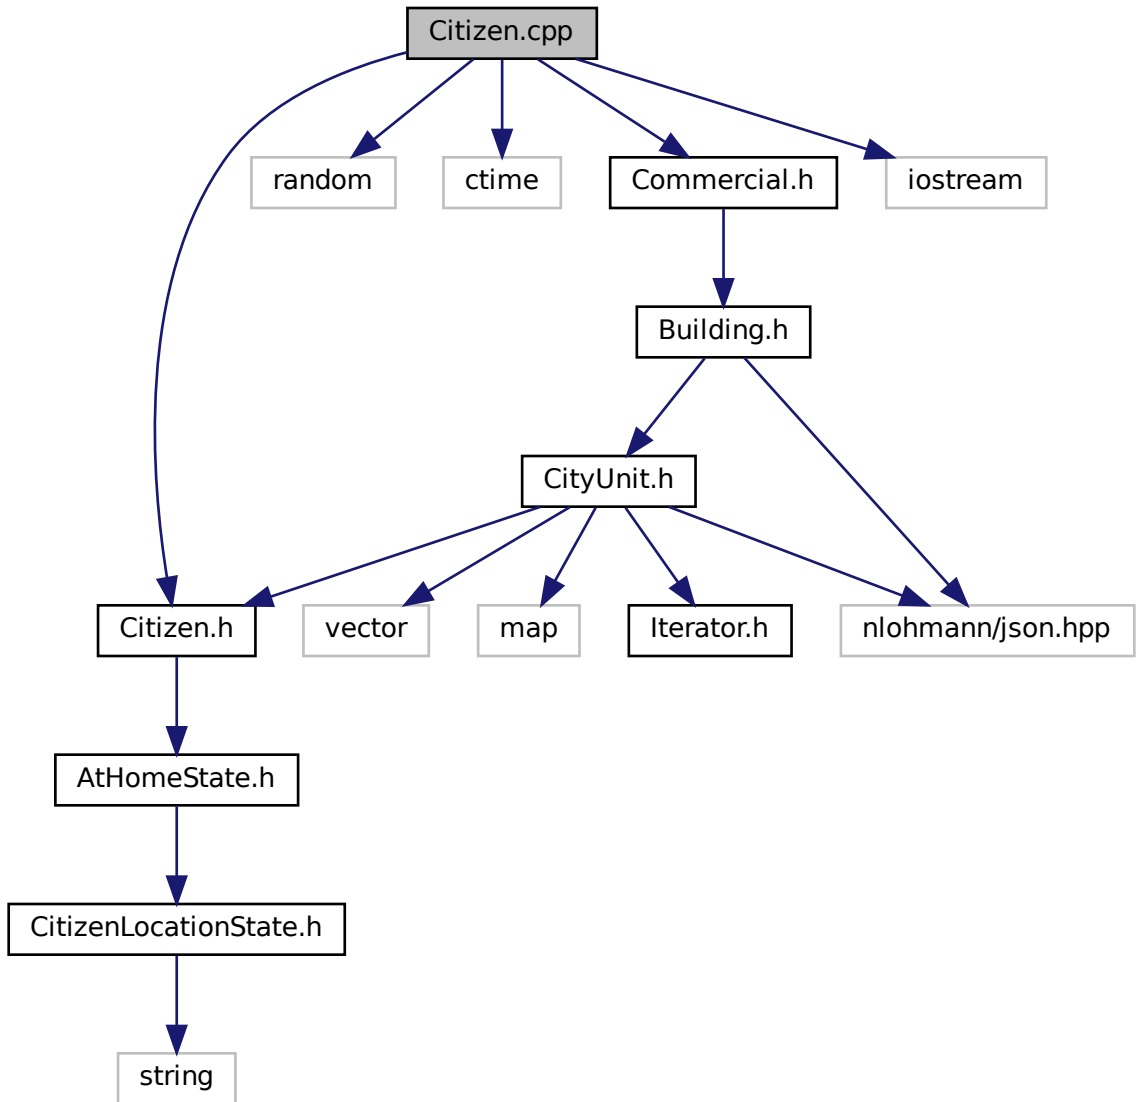 Citizen.cpp
random
ctime
Commercial.h
iostream
Building.h
CityUnit.h
Citizen.h
vector
map
Iterator.h
nlohmann/json.hpp
AtHomeState.h
CitizenLocationState.h
string